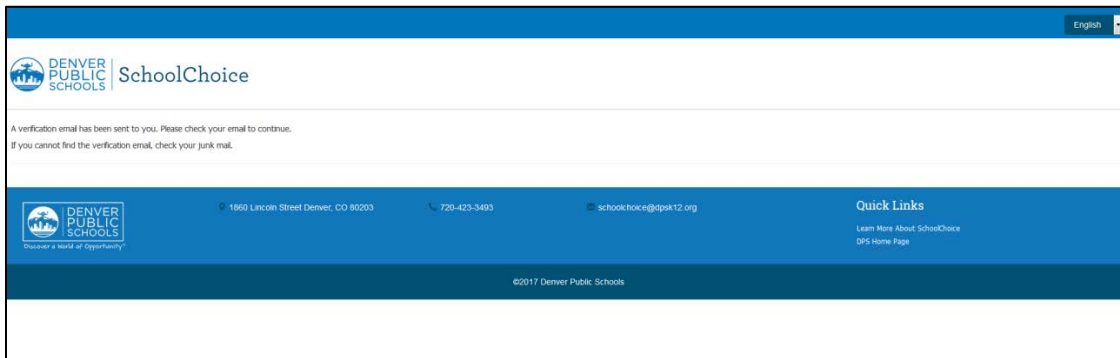 English
DENVER
PUBLIC
SCHOOLS
SchoolChoice
A verification email has been sent to you. Please check your email to continue.
If you cannot find the verification email, check your junk mail.
DENVER
PUBLIC
SCHOOLS
Discover a World of Opportunity™
1860 Lincoln Street Denver, CO 80203
720-423-3493
schoolchoice@dpsk12.org
Quick Links
Learn More About SchoolChoice
DPS Home Page
©2017 Denver Public Schools